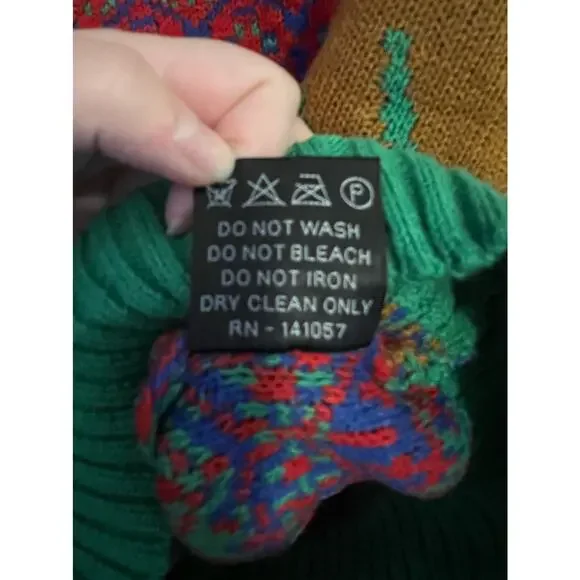 P
DO NOT WASH
DO NOT BLEACH
DO NOT IRON
DRY CLEAN ONLY
RN - 141057